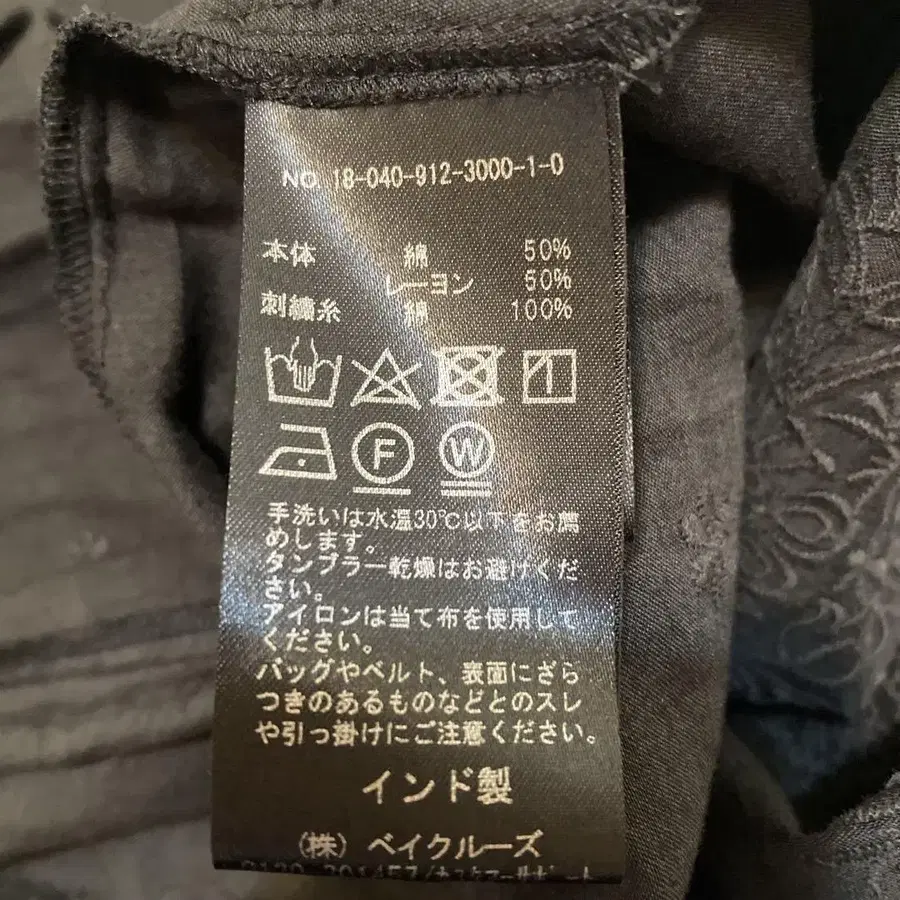 NO. 18-040-912-3000-1-0
本体 綿 50%
レーヨン 50%
刺繍糸 綿 100%
F W
手洗いは水温30℃以下をお薦
めします。
タンブラー乾燥はお避けくだ
さい。
アイロンは当て布を使用して
ください。
バッグやベルト、表面にざら
つきのあるものなどとのスレ
や引っ掛けにご注意ください。
インド製
(株) ベイクルーズ